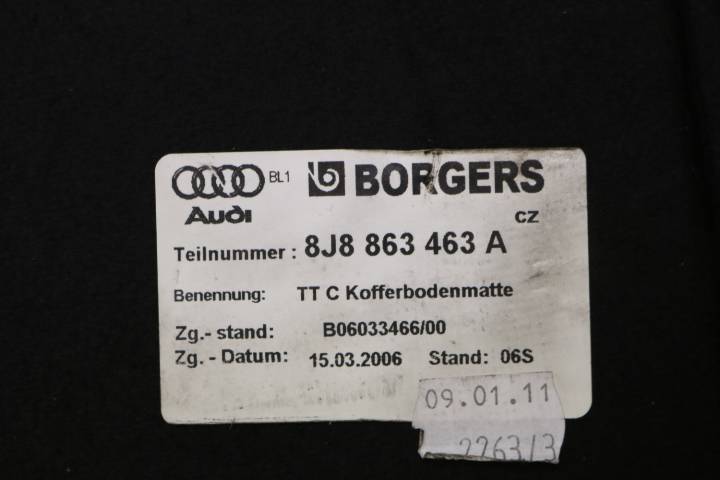 BL1 BORGERS
Audi CZ
Teilnummer : 8J8 863 463 A
Benennung: TT C Kofferbodenmatte
Zg.- stand: B06033466/00
Zg. - Datum: 15.03.2006 Stand: 06S
09.01.11
2263/3